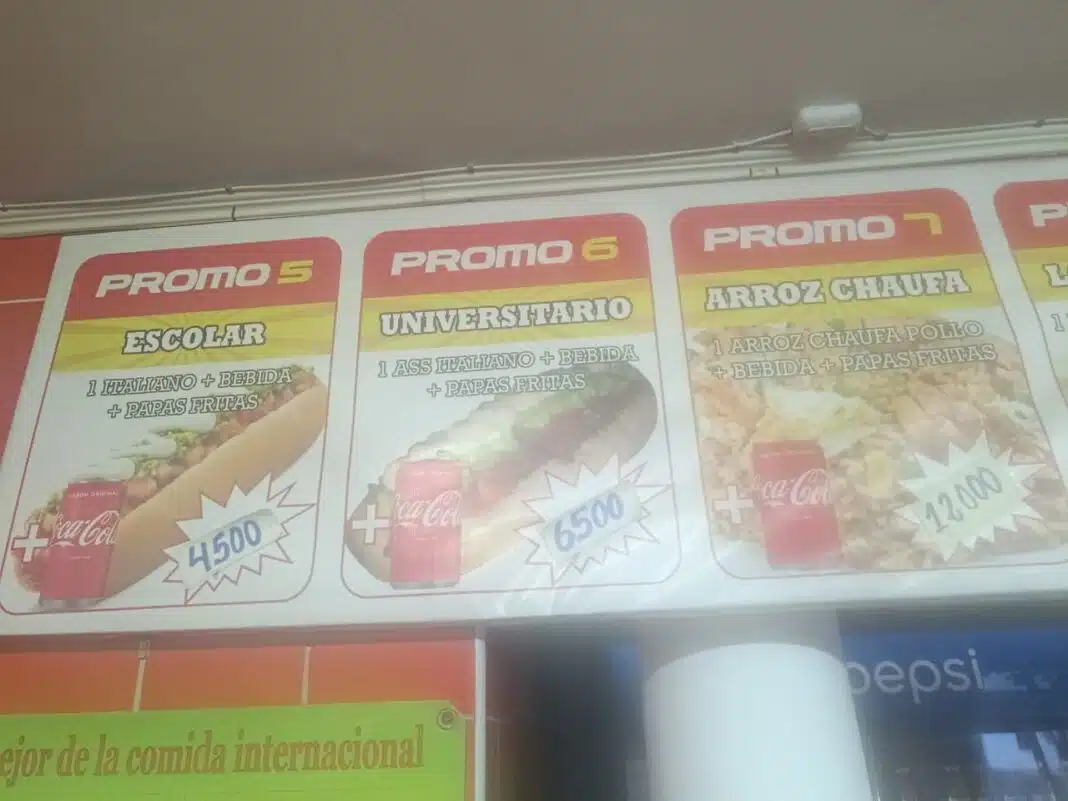 PROMO 5
ESCOLAR
1 ITALIANO + BEBIDA
+ PAPAS FRITAS
+
Coca-Cola
4500
PROMO 6
UNIVERSITARIO
1 ASS ITALIANO + BEBIDA
+ PAPAS FRITAS
+
Coca-Cola
6500
PROMO 7
ARROZ CHAUFA
1 ARROZ CHAUFA POLLO
+ BEBIDA + PAPAS FRITAS
+
Coca-Cola
12000
P
L
1
pepsi
ejor de la comida internacional